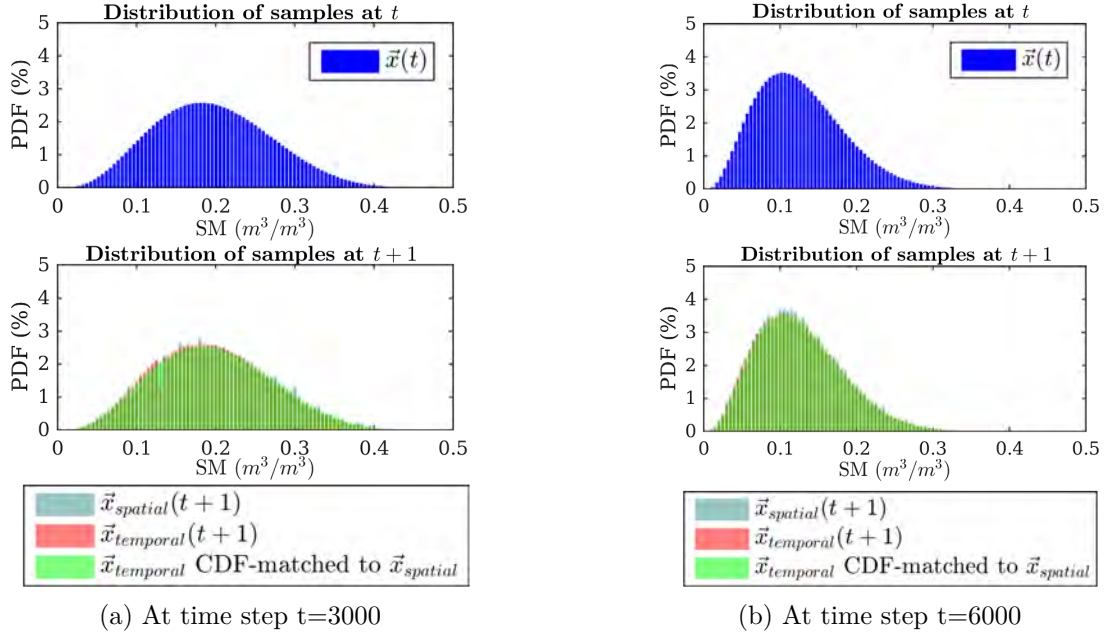 Distribution of samples at t
5
4
3
2
1
0
PDF (%)
x⃗(t)
0 0.1 0.2 0.3 0.4 0.5
SM (m³/m³)
Distribution of samples at t + 1
5
4
3
2
1
0
PDF (%)
0 0.1 0.2 0.3 0.4 0.5
SM (m³/m³)
x⃗spatial(t + 1)
x⃗temporal(t + 1)
x⃗temporal CDF-matched to x⃗spatial
(a) At time step t=3000
Distribution of samples at t
5
4
3
2
1
0
PDF (%)
x⃗(t)
0 0.1 0.2 0.3 0.4 0.5
SM (m³/m³)
Distribution of samples at t + 1
5
4
3
2
1
0
PDF (%)
0 0.1 0.2 0.3 0.4 0.5
SM (m³/m³)
x⃗spatial(t + 1)
x⃗temporal(t + 1)
x⃗temporal CDF-matched to x⃗spatial
(b) At time step t=6000